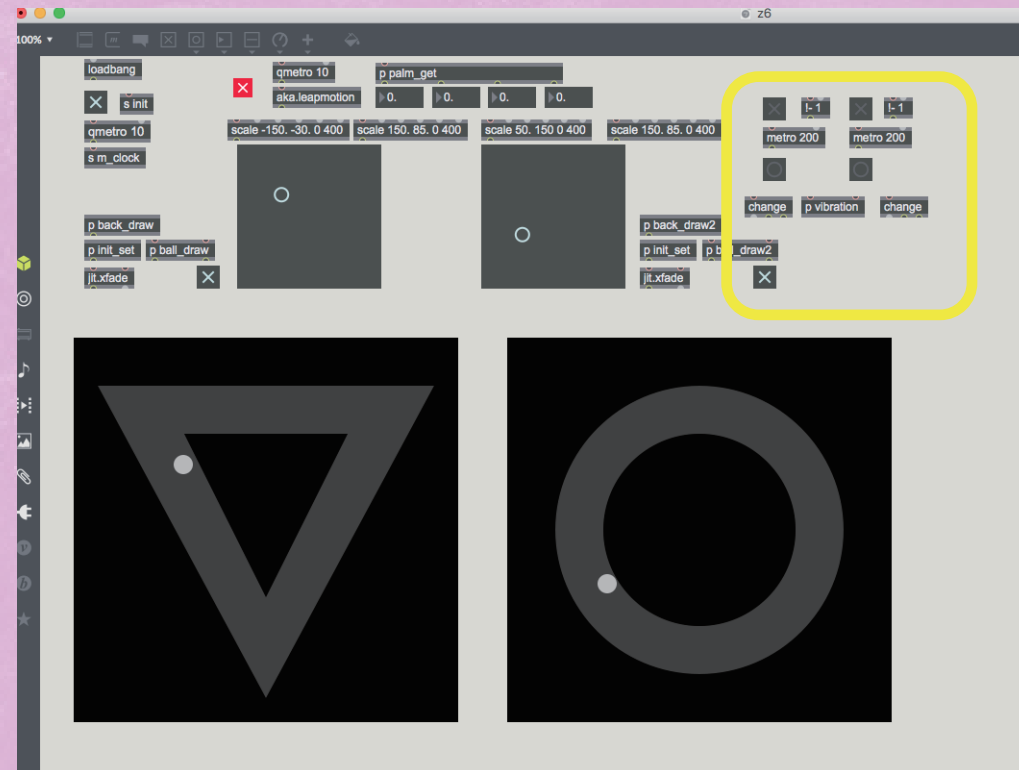 z6
100%
loadbang
s init
qmetro 10
s m_clock
qmetro 10
aka.leapmotion
p palm_get
0. 0. 0. 0.
scale -150. -30. 0 400 scale 150. 85. 0 400 scale 50. 150 0 400 scale 150. 85. 0 400
p back_draw
p init_set p ball_draw
jit.xfade
p back_draw2
p init_set p ball_draw2
jit.xfade
!- 1 !- 1
metro 200 metro 200
change p vibration change